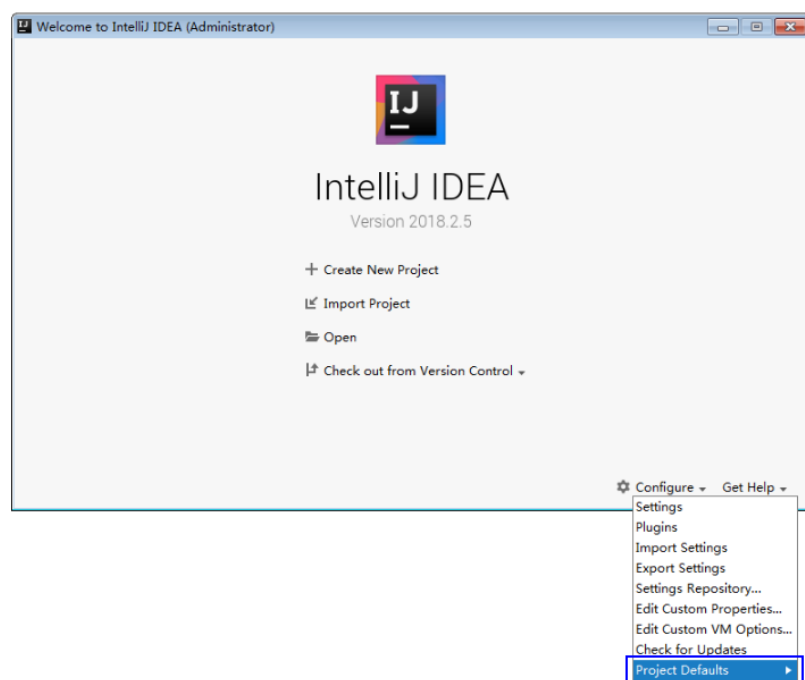 Welcome to IntelliJ IDEA (Administrator)
IJ
IntelliJ IDEA
Version 2018.2.5
Create New Project
Import Project
Open
Check out from Version Control
Configure Get Help
Settings
Plugins
Import Settings
Export Settings
Settings Repository...
Edit Custom Properties...
Edit Custom VM Options...
Check for Updates
Project Defaults